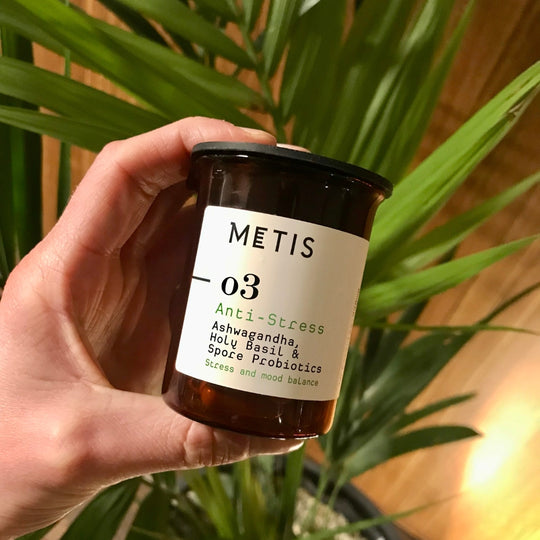 METIS
03
Anti-Stress
Ashwagandha,
Holy Basil &
Spore Probiotics
Stress and mood balance